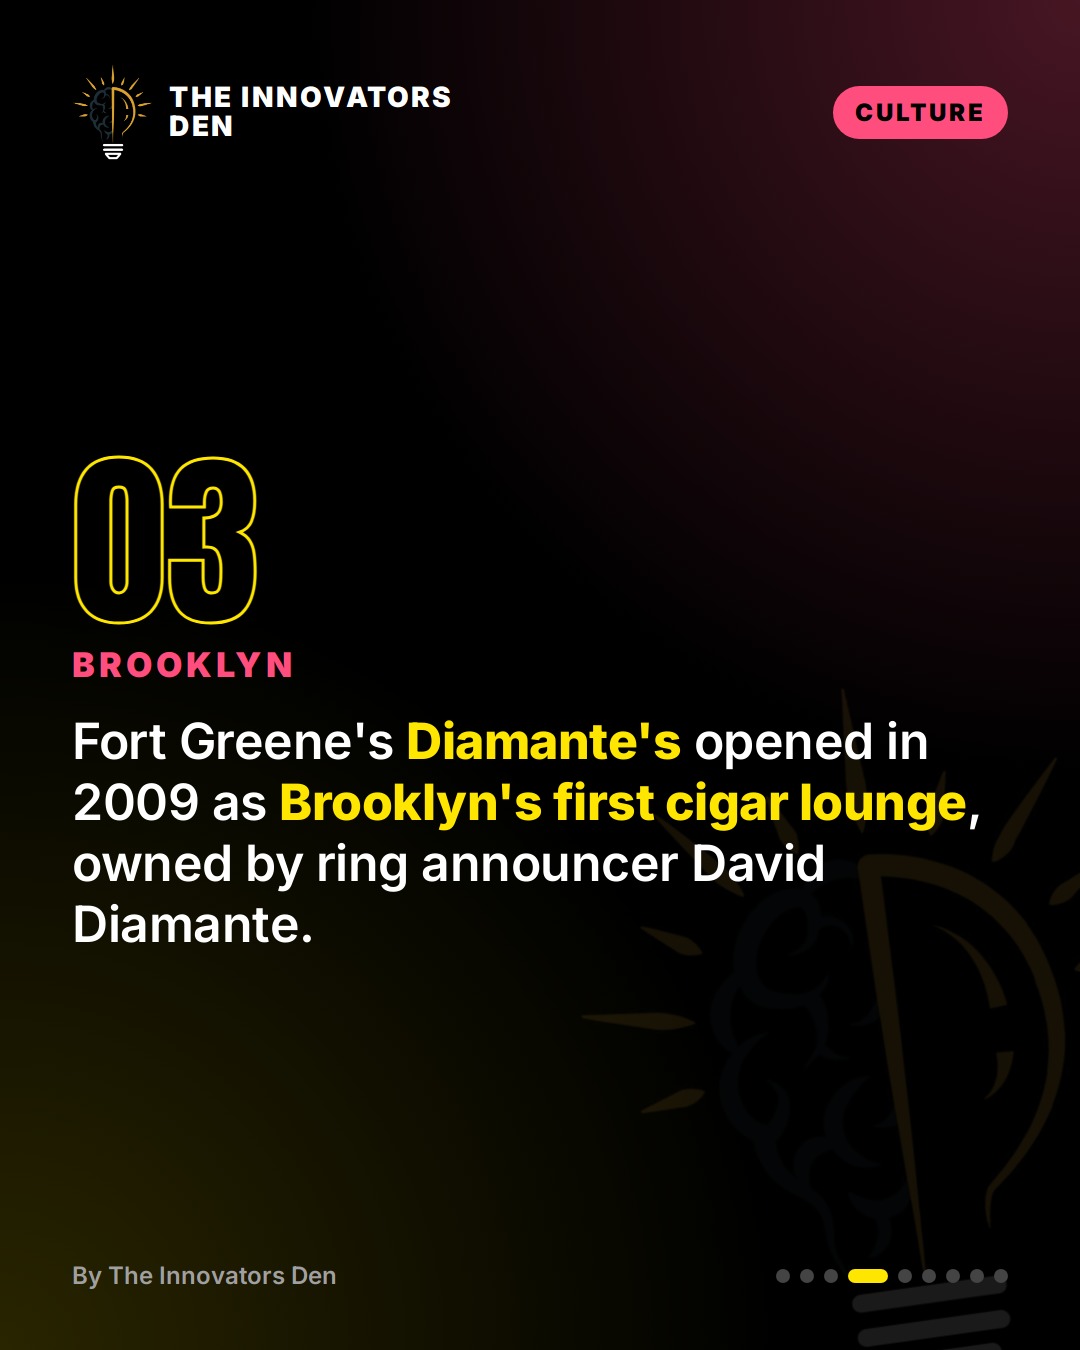 THE INNOVATORS
DEN
CULTURE
03
BROOKLYN
Fort Greene's Diamante's opened in
2009 as Brooklyn's first cigar lounge,
owned by ring announcer David
Diamante.
By The Innovators Den